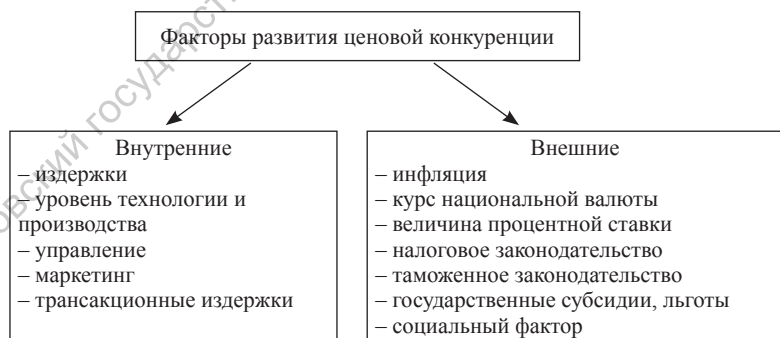 Факторы развития ценовой конкуренции
Внутренние
– издержки
– уровень технологии и
производства
– управление
– маркетинг
– трансакционные издержки
Внешние
– инфляция
– курс национальной валюты
– величина процентной ставки
– налоговое законодательство
– таможенное законодательство
– государственные субсидии, льготы
– социальный фактор